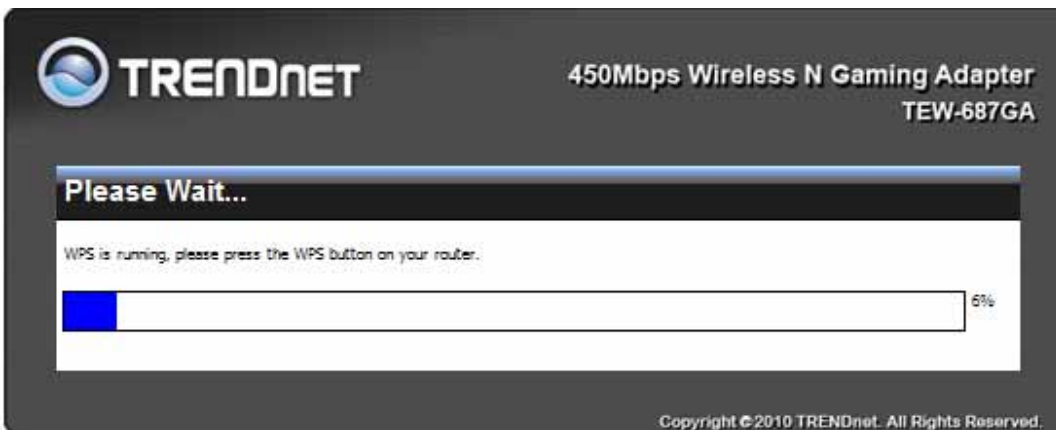 TRENDNET
450Mbps Wireless N Gaming Adapter
TEW-687GA
Please Wait...
WPS is running, please press the WPS button on your router.
6%
Copyright ©2010 TRENDnet. All Rights Reserved.